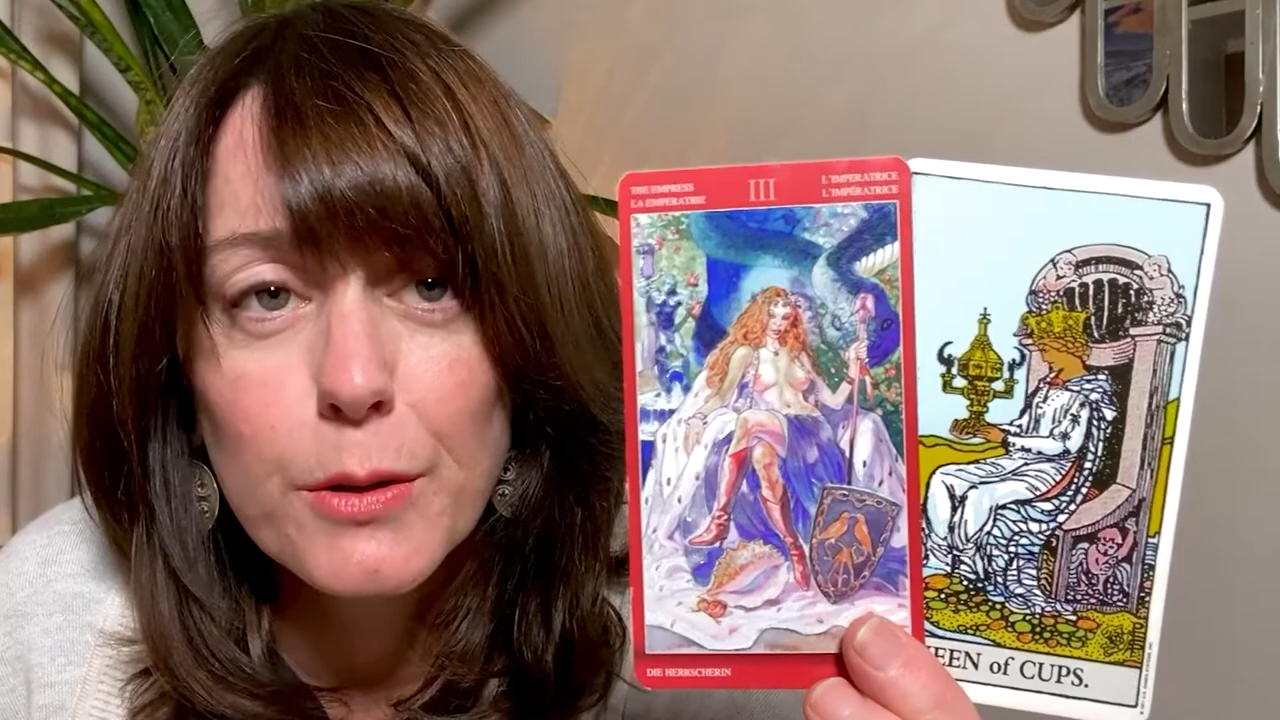 THE EMPRESS
LA EMPERATRIZ
III
L'IMPERATRICE
L'IMPÉRATRICE
DIE HERRSCHERIN
EEN of CUPS.